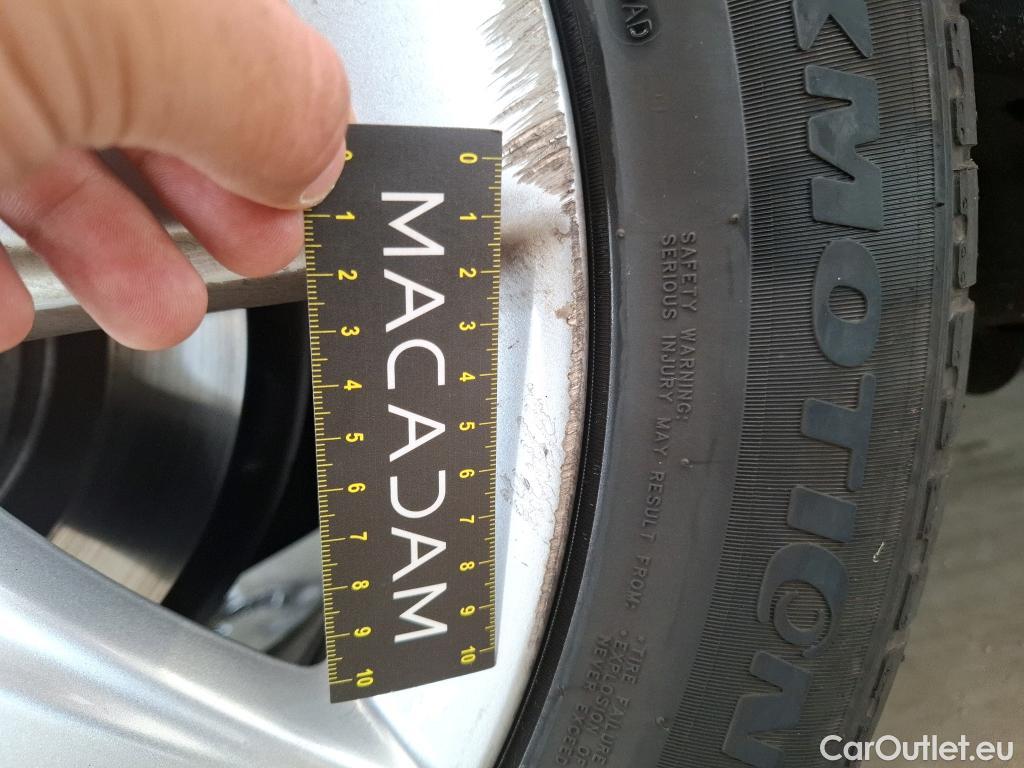 MACADAM
0 1 2 3 4 5 6 7 8 9 10
1 2 3 4 5 6 7 8 9 10
KMOTION
SAFETY WARNING:
SERIOUS INJURY MAY RESULT FROM:
• TIRE FAILURE
• EXPLOSION OF
NEVER EXCEED
CarOutlet.eu